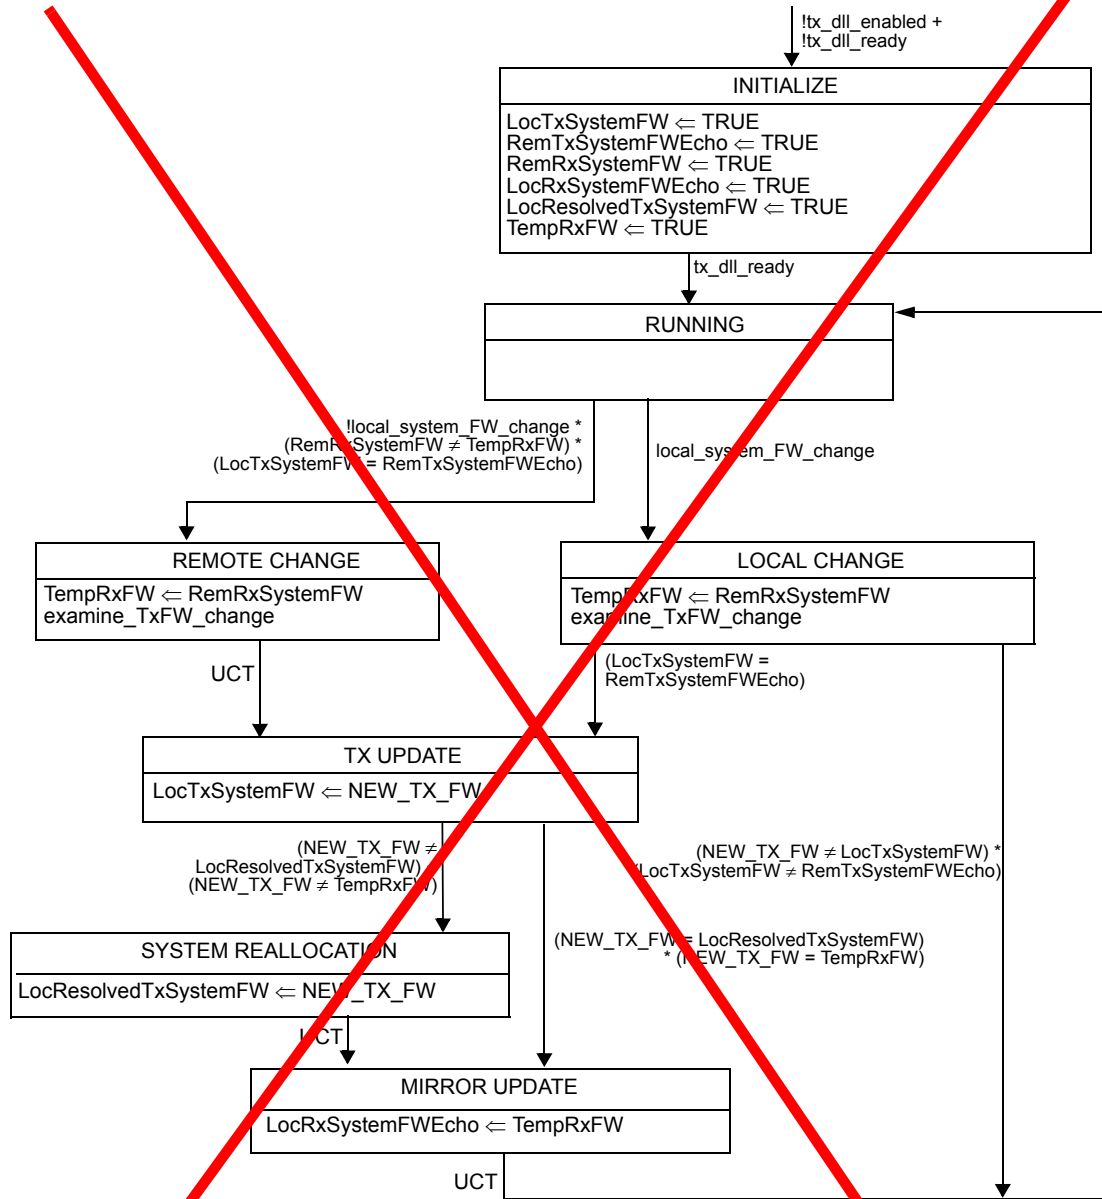 !tx_dll_enabled +
!tx_dll_ready
INITIALIZE
LocTxSystemFW ⇐ TRUE
RemTxSystemFWEcho ⇐ TRUE
RemRxSystemFW ⇐ TRUE
LocRxSystemFWEcho ⇐ TRUE
LocResolvedTxSystemFW ⇐ TRUE
TempRxFW ⇐ TRUE
tx_dll_ready
RUNNING
!local_system_FW_change *
(RemRxSystemFW ≠ TempRxFW) *
(LocTxSystemFW = RemTxSystemFWEcho)
local_system_FW_change
REMOTE CHANGE
TempRxFW ⇐ RemRxSystemFW
examine_TxFW_change
LOCAL CHANGE
TempRxFW ⇐ RemRxSystemFW
examine_TxFW_change
UCT
(LocTxSystemFW =
RemTxSystemFWEcho)
TX UPDATE
LocTxSystemFW ⇐ NEW_TX_FW
(NEW_TX_FW ≠
LocResolvedTxSystemFW)
(NEW_TX_FW ≠ TempRxFW)
(NEW_TX_FW ≠ LocTxSystemFW) *
(LocTxSystemFW ≠ RemTxSystemFWEcho)
(NEW_TX_FW = LocResolvedTxSystemFW)
* (NEW_TX_FW = TempRxFW)
SYSTEM REALLOCATION
LocResolvedTxSystemFW ⇐ NEW_TX_FW
UCT
MIRROR UPDATE
LocRxSystemFWEcho ⇐ TempRxFW
UCT